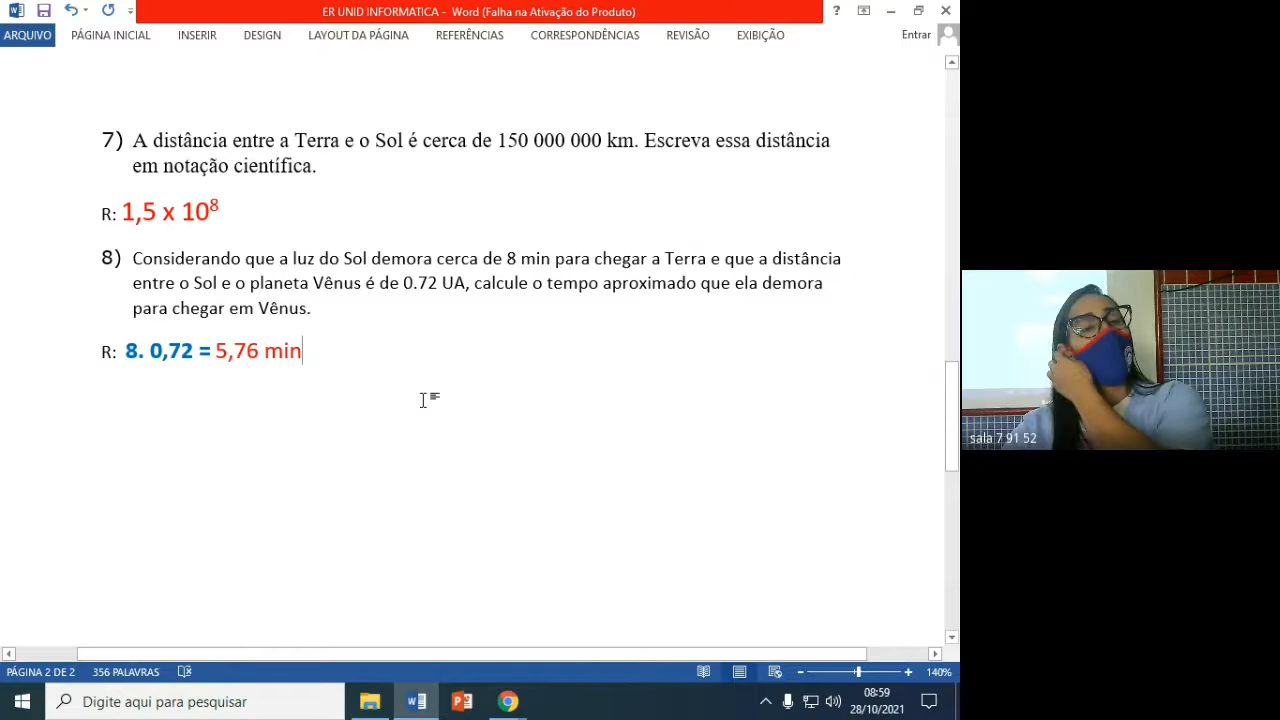 ER UNID INFORMATICA - Word (Falha na Ativação do Produto)
?
ARQUIVO PÁGINA INICIAL INSERIR DESIGN LAYOUT DA PÁGINA REFERÊNCIAS CORRESPONDÊNCIAS REVISÃO EXIBIÇÃO Entrar
7) A distância entre a Terra e o Sol é cerca de 150 000 000 km. Escreva essa distância
em notação científica.
R: 1,5 x 10⁸
8) Considerando que a luz do Sol demora cerca de 8 min para chegar a Terra e que a distância
entre o Sol e o planeta Vênus é de 0.72 UA, calcule o tempo aproximado que ela demora
para chegar em Vênus.
R: 8. 0,72 = 5,76 min
sala 7 91 52
PÁGINA 2 DE 2 356 PALAVRAS 140%
Digite aqui para pesquisar
08:59
28/10/2021